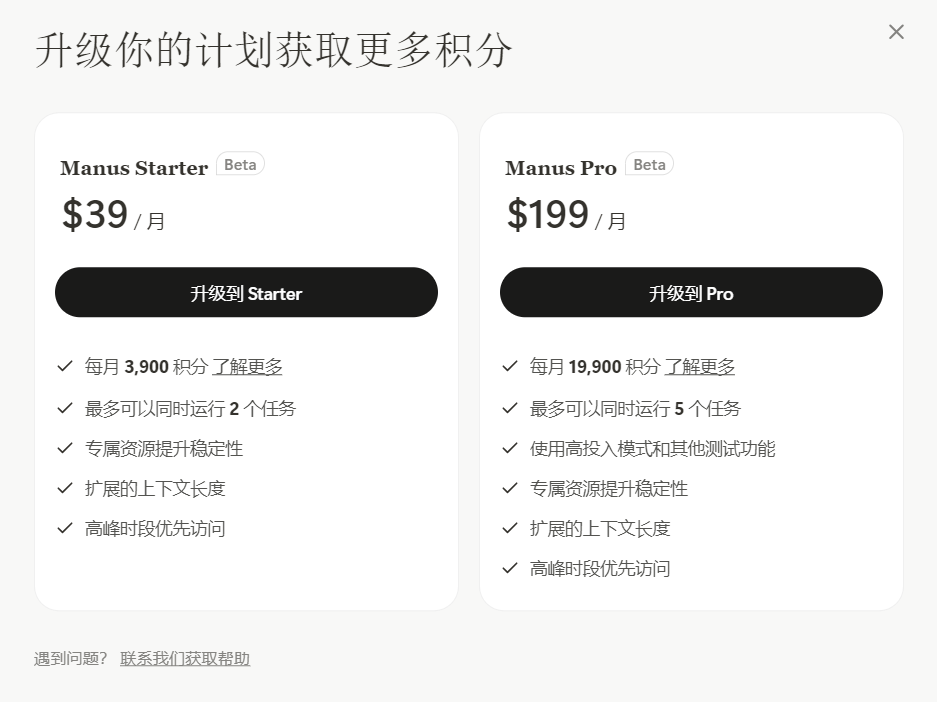 升级你的计划获取更多积分
Manus Starter Beta
$39 / 月
升级到 Starter
每月 3,900 积分 了解更多
最多可以同时运行 2 个任务
专属资源提升稳定性
扩展的上下文长度
高峰时段优先访问
Manus Pro Beta
$199 / 月
升级到 Pro
每月 19,900 积分 了解更多
最多可以同时运行 5 个任务
使用高投入模式和其他测试功能
专属资源提升稳定性
扩展的上下文长度
高峰时段优先访问
遇到问题？ 联系我们获取帮助